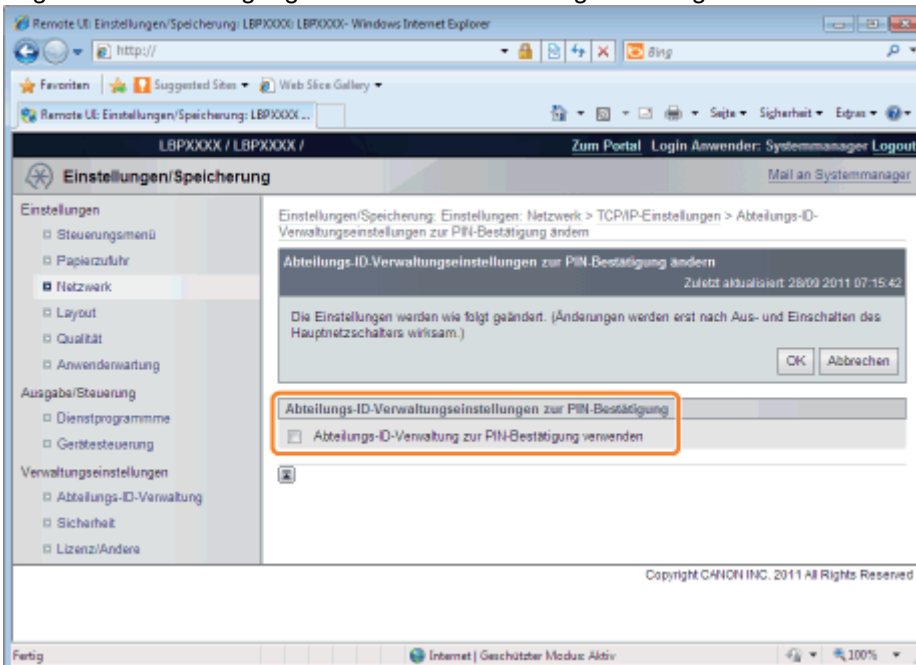 Remote UI: Einstellungen/Speicherung: LBPXXXX: LBPXXXX- Windows Internet Explorer
http://
Bing
Favoriten
Suggested Sites
Web Slice Gallery
Remote UI: Einstellungen/Speicherung: LBPXXXX ...
Seite
Sicherheit
Extras
LBPXXXX / LBPXXXX /
Zum Portal Login Anwender: Systemmanager Logout
Einstellungen/Speicherung
Mail an Systemmanager
Einstellungen
Steuerungsmenü
Papierzufuhr
Netzwerk
Layout
Qualität
Anwenderwartung
Ausgabe/Steuerung
Dienstprogrammme
Gerätesteuerung
Verwaltungseinstellungen
Abteilungs-ID-Verwaltung
Sicherheit
Lizenz/Andere
Einstellungen/Speicherung: Einstellungen: Netzwerk > TCP/IP-Einstellungen > Abteilungs-ID-
Verwaltungseinstellungen zur PIN-Bestätigung ändern
Abteilungs-ID-Verwaltungseinstellungen zur PIN-Bestätigung ändern
Zuletzt aktualisiert: 28/09 2011 07:15:42
Die Einstellungen werden wie folgt geändert. (Änderungen werden erst nach Aus- und Einschalten des
Hauptnetzschalters wirksam.)
OK
Abbrechen
Abteilungs-ID-Verwaltungseinstellungen zur PIN-Bestätigung
Abteilungs-ID-Verwaltung zur PIN-Bestätigung verwenden
Copyright CANON INC. 2011 All Rights Reserved
Fertig
Internet | Geschützter Modus: Aktiv
100%